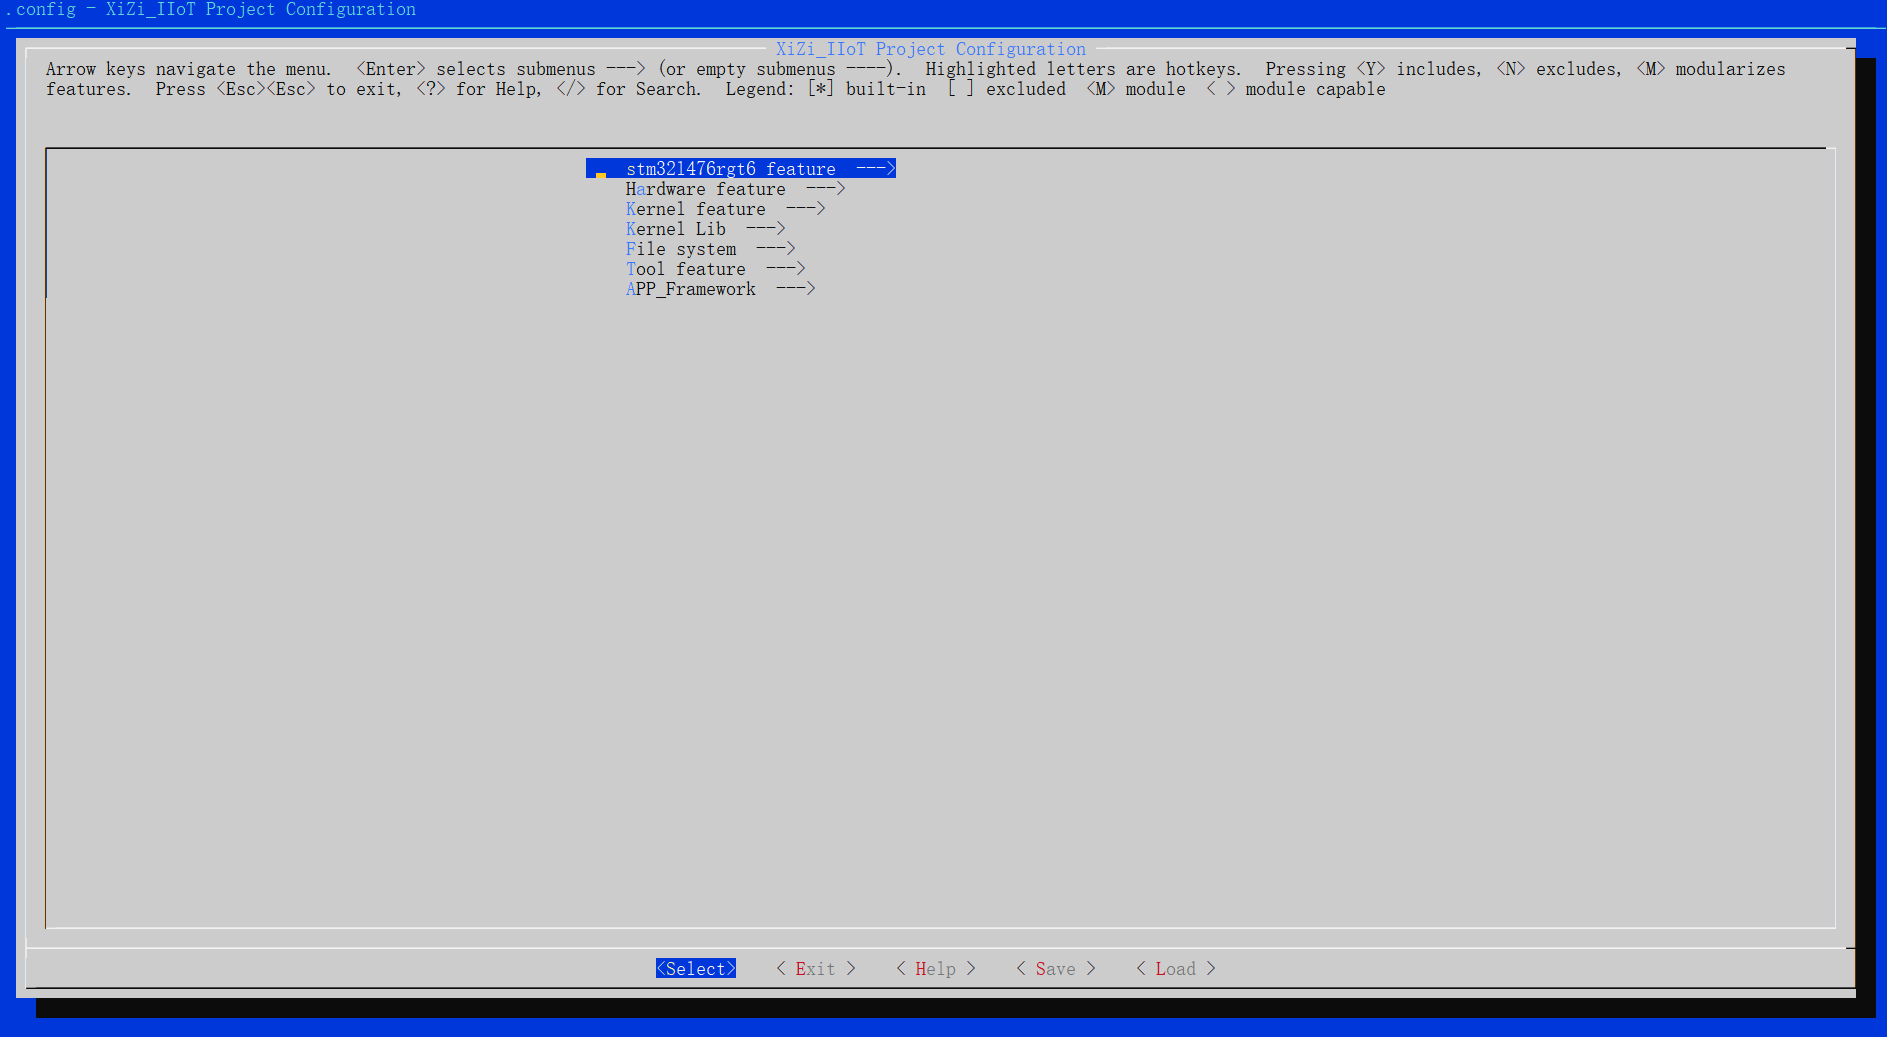 .config - XiZi_IIoT Project Configuration
XiZi_IIoT Project Configuration
Arrow keys navigate the menu.  <Enter> selects submenus ---> (or empty submenus ----).  Highlighted letters are hotkeys.  Pressing <Y> includes, <N> excludes, <M> modularizes
features.  Press <Esc><Esc> to exit, <?> for Help, </> for Search.  Legend: [*] built-in  [ ] excluded  <M> module  < > module capable
stm32l476rgt6 feature  --->
Hardware feature  --->
Kernel feature  --->
Kernel Lib  --->
File system  --->
Tool feature  --->
APP_Framework  --->
<Select>    < Exit >    < Help >    < Save >    < Load >